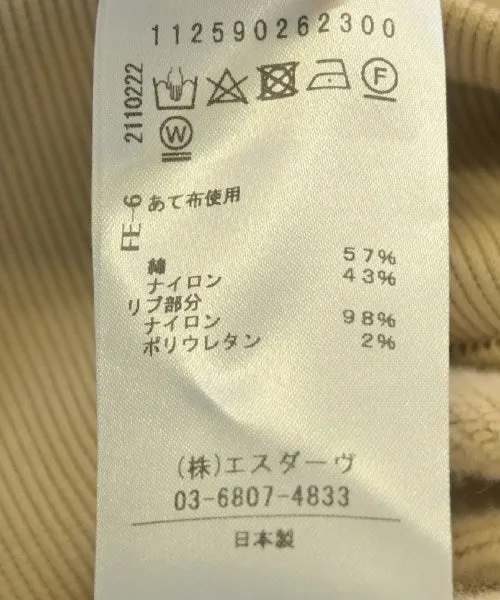 112590262300
2110222
F
W
FE-6
あて布使用
綿 57%
ナイロン 43%
リブ部分
ナイロン 98%
ポリウレタン 2%
(株)エスダーヴ
03-6807-4833
日本製